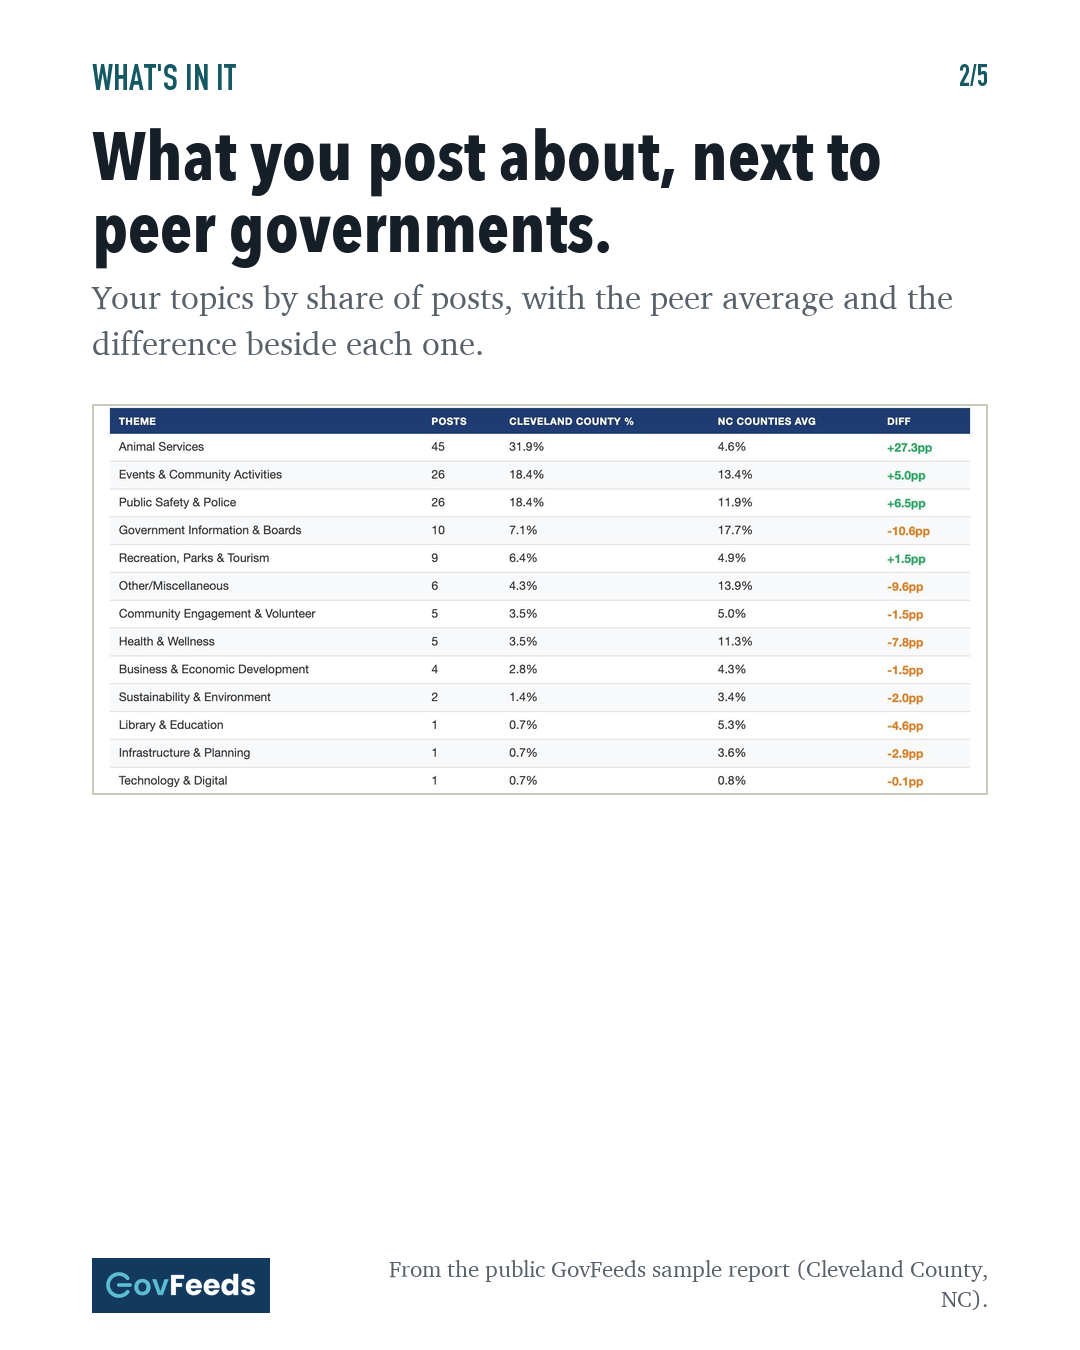 WHAT'S IN IT 2/5
What you post about, next to
peer governments.
Your topics by share of posts, with the peer average and the
difference beside each one.
THEME POSTS CLEVELAND COUNTY % NC COUNTIES AVG DIFF
Animal Services 45 31.9% 4.6% +27.3pp
Events & Community Activities 26 18.4% 13.4% +5.0pp
Public Safety & Police 26 18.4% 11.9% +6.5pp
Government Information & Boards 10 7.1% 17.7% -10.6pp
Recreation, Parks & Tourism 9 6.4% 4.9% +1.5pp
Other/Miscellaneous 6 4.3% 13.9% -9.6pp
Community Engagement & Volunteer 5 3.5% 5.0% -1.5pp
Health & Wellness 5 3.5% 11.3% -7.8pp
Business & Economic Development 4 2.8% 4.3% -1.5pp
Sustainability & Environment 2 1.4% 3.4% -2.0pp
Library & Education 1 0.7% 5.3% -4.6pp
Infrastructure & Planning 1 0.7% 3.6% -2.9pp
Technology & Digital 1 0.7% 0.8% -0.1pp
GovFeeds
From the public GovFeeds sample report (Cleveland County,
NC).